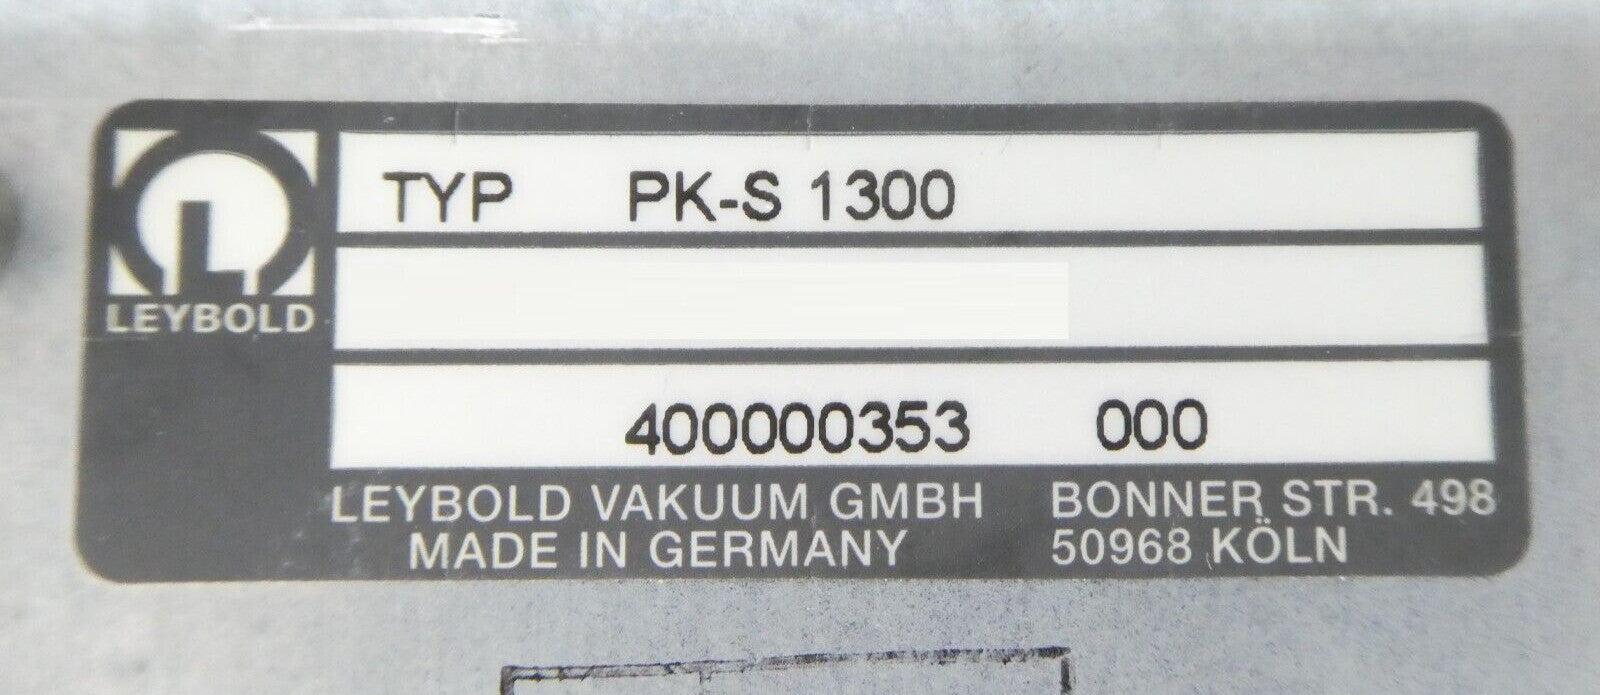 LEYBOLD
TYP PK-S 1300
400000353 000
LEYBOLD VAKUUM GMBH BONNER STR. 498
MADE IN GERMANY 50968 KÖLN